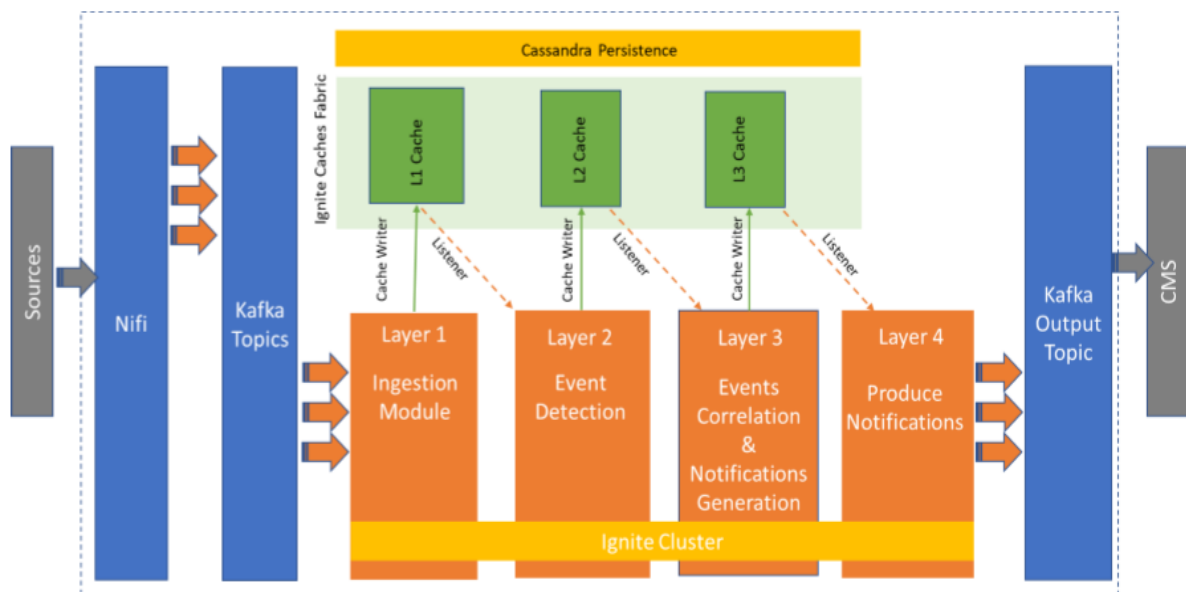 Cassandra Persistence
Ignite Caches Fabric
L1 Cache
L2 Cache
L3 Cache
Cache Writer
Listener
Cache Writer
Listener
Cache Writer
Listener
Sources
Nifi
Kafka
Topics
Layer 1
Ingestion
Module
Layer 2
Event
Detection
Layer 3
Events
Correlation
&
Notifications
Generation
Layer 4
Produce
Notifications
Ignite Cluster
Kafka
Output
Topic
CMS